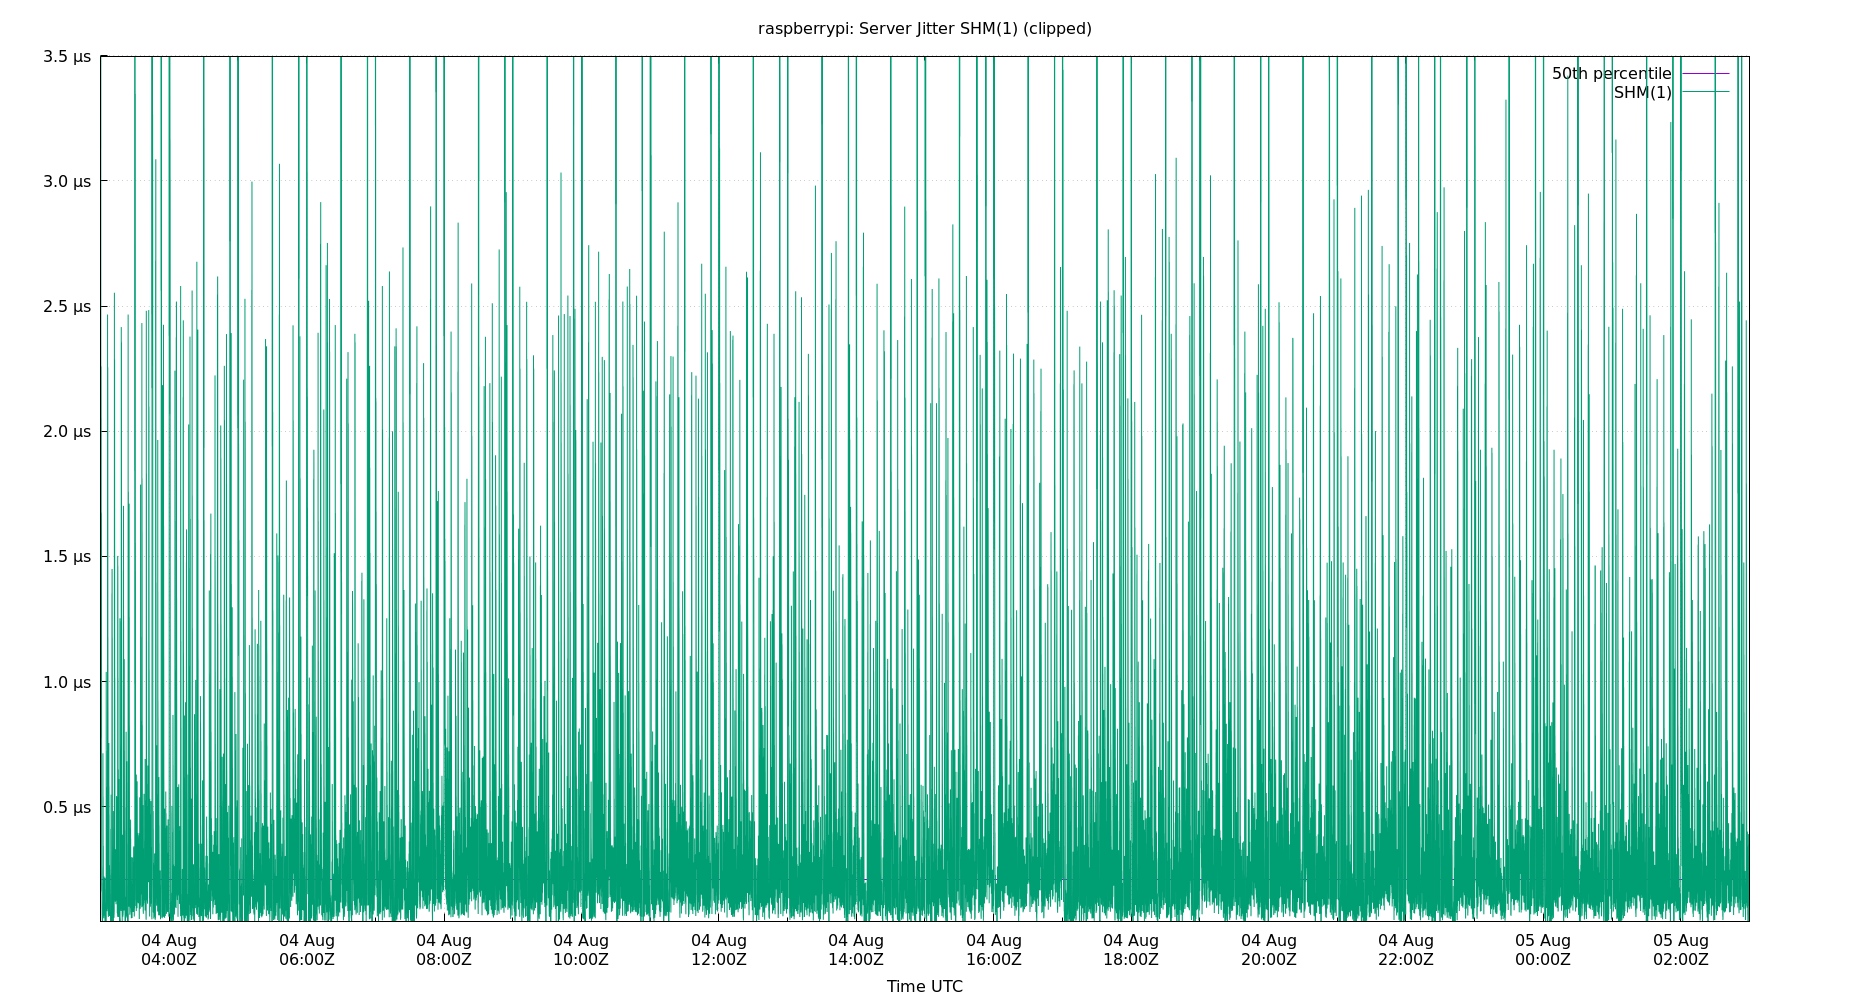 raspberrypi: Server Jitter SHM(1) (clipped)
3.5 µs
3.0 µs
2.5 µs
2.0 µs
1.5 µs
1.0 µs
0.5 µs
50th percentile
SHM(1)
04 Aug 04 Aug 04 Aug 04 Aug 04 Aug 04 Aug 04 Aug 04 Aug 04 Aug 04 Aug 05 Aug 05 Aug
04:00Z 06:00Z 08:00Z 10:00Z 12:00Z 14:00Z 16:00Z 18:00Z 20:00Z 22:00Z 00:00Z 02:00Z
Time UTC